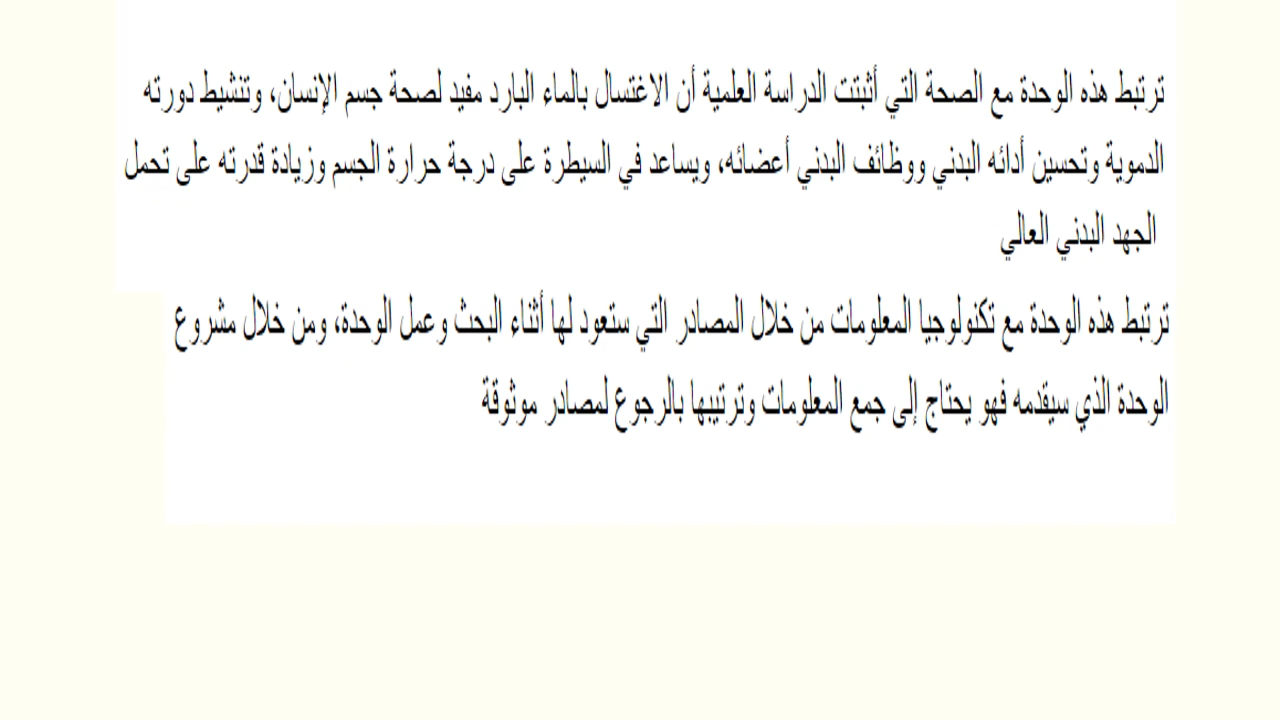 ترتبط هذه الوحدة مع الصحة التي أثبتت الدراسة العلمية أن الاغتسال بالماء البارد مفيد لصحة جسم الإنسان، وتنشيط دورته
الدموية وتحسين أدائه البدني ووظائف البدني أعضائه، ويساعد في السيطرة على درجة حرارة الجسم وزيادة قدرته على تحمل
الجهد البدني العالي
ترتبط هذه الوحدة مع تكنولوجيا المعلومات من خلال المصادر التي ستعود لها أثناء البحث وعمل الوحدة، ومن خلال مشروع
الوحدة الذي سيقدمه فهو يحتاج إلى جمع المعلومات وترتيبها بالرجوع لمصادر موثوقة